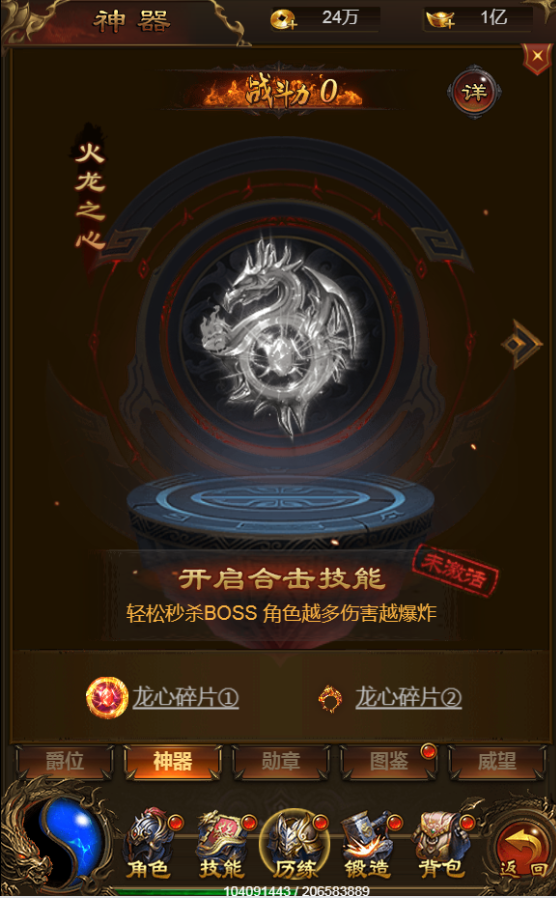 神器
24万
1亿
战斗力 0
详
火龙之心
开启合击技能
未激活
轻松秒杀BOSS 角色越多伤害越爆炸
龙心碎片①
龙心碎片②
爵位
神器
勋章
图鉴
威望
角色
技能
历练
锻造
背包
返回
104091443 / 206583889